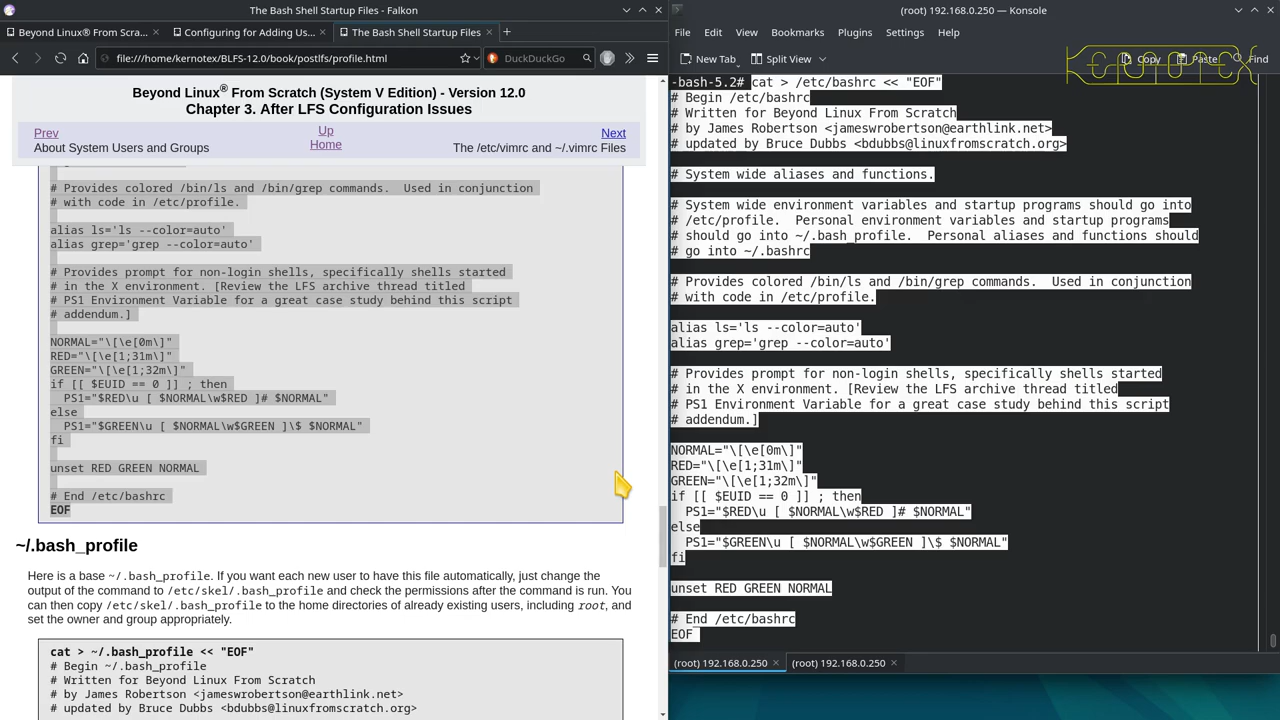 The Bash Shell Startup Files - Falkon
Beyond Linux® From Scra...
Configuring for Adding Us...
The Bash Shell Startup Files
file:///home/kernotex/BLFS-12.0/book/postlfs/profile.html
DuckDuckGo
Beyond Linux® From Scratch (System V Edition) - Version 12.0
Chapter 3. After LFS Configuration Issues
Prev
Up
Next
About System Users and Groups
Home
The /etc/vimrc and ~/.vimrc Files
# Provides colored /bin/ls and /bin/grep commands.  Used in conjunction
# with code in /etc/profile.
alias ls='ls --color=auto'
alias grep='grep --color=auto'
# Provides prompt for non-login shells, specifically shells started
# in the X environment. [Review the LFS archive thread titled
# PS1 Environment Variable for a great case study behind this script
# addendum.]
NORMAL="\[\e[0m\]"
RED="\[\e[1;31m\]"
GREEN="\[\e[1;32m\]"
if [[ $EUID == 0 ]] ; then
  PS1="$RED\u [ $NORMAL\w$RED ]# $NORMAL"
else
  PS1="$GREEN\u [ $NORMAL\w$GREEN ]\$ $NORMAL"
fi
unset RED GREEN NORMAL
# End /etc/bashrc
EOF
~/.bash_profile
Here is a base ~/.bash_profile. If you want each new user to have this file automatically, just change the
output of the command to /etc/skel/.bash_profile and check the permissions after the command is run. You
can then copy /etc/skel/.bash_profile to the home directories of already existing users, including root, and
set the owner and group appropriately.
cat > ~/.bash_profile << "EOF"
# Begin ~/.bash_profile
# Written for Beyond Linux From Scratch
# by James Robertson <jameswrobertson@earthlink.net>
# updated by Bruce Dubbs <bdubbs@linuxfromscratch.org>
(root) 192.168.0.250 — Konsole
File
Edit
View
Bookmarks
Plugins
Settings
Help
New Tab
Split View
Copy
Paste
Find
-bash-5.2# cat > /etc/bashrc << "EOF"
# Begin /etc/bashrc
# Written for Beyond Linux From Scratch
# by James Robertson <jameswrobertson@earthlink.net>
# updated by Bruce Dubbs <bdubbs@linuxfromscratch.org>
# System wide aliases and functions.
# System wide environment variables and startup programs should go into
# /etc/profile.  Personal environment variables and startup programs
# should go into ~/.bash_profile.  Personal aliases and functions should
# go into ~/.bashrc
# Provides colored /bin/ls and /bin/grep commands.  Used in conjunction
# with code in /etc/profile.
alias ls='ls --color=auto'
alias grep='grep --color=auto'
# Provides prompt for non-login shells, specifically shells started
# in the X environment. [Review the LFS archive thread titled
# PS1 Environment Variable for a great case study behind this script
# addendum.]
NORMAL="\[\e[0m\]"
RED="\[\e[1;31m\]"
GREEN="\[\e[1;32m\]"
if [[ $EUID == 0 ]] ; then
  PS1="$RED\u [ $NORMAL\w$RED ]# $NORMAL"
else
  PS1="$GREEN\u [ $NORMAL\w$GREEN ]\$ $NORMAL"
fi
unset RED GREEN NORMAL
# End /etc/bashrc
EOF
(root) 192.168.0.250
(root) 192.168.0.250